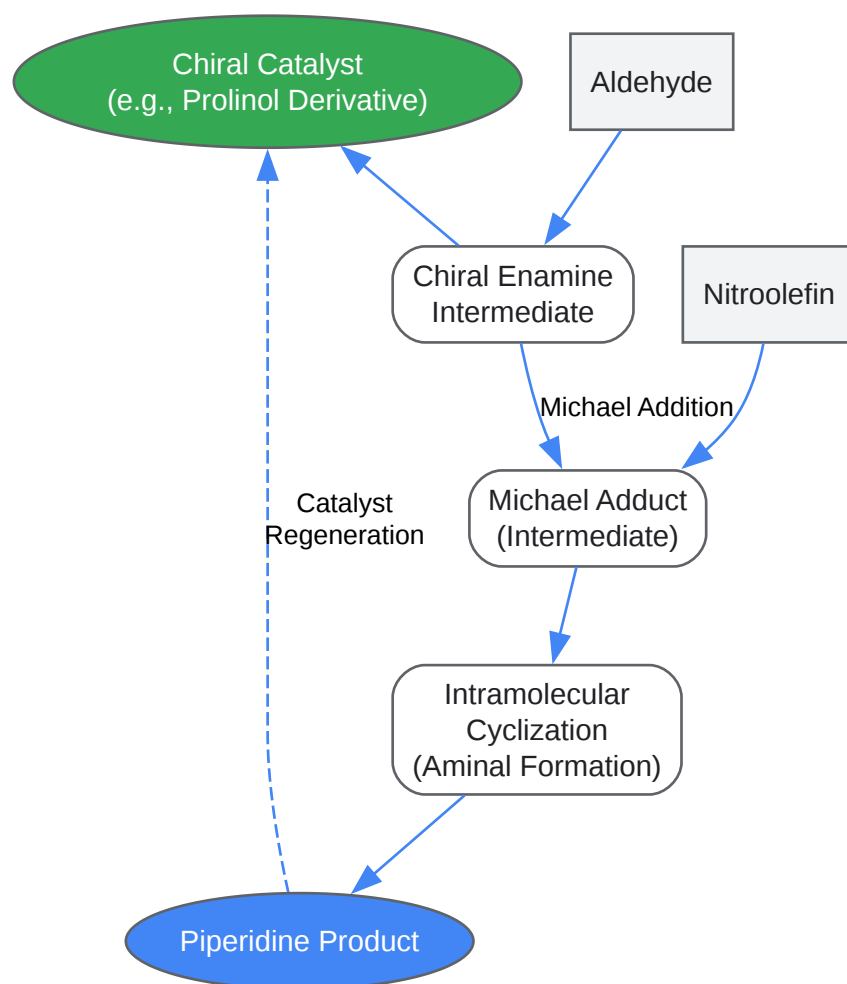 Chiral Catalyst
(e.g., Prolinol Derivative)
Aldehyde
Chiral Enamine
Intermediate
Nitroolefin
Michael Addition
Michael Adduct
(Intermediate)
Catalyst
Regeneration
Intramolecular
Cyclization
(Aminal Formation)
Piperidine Product